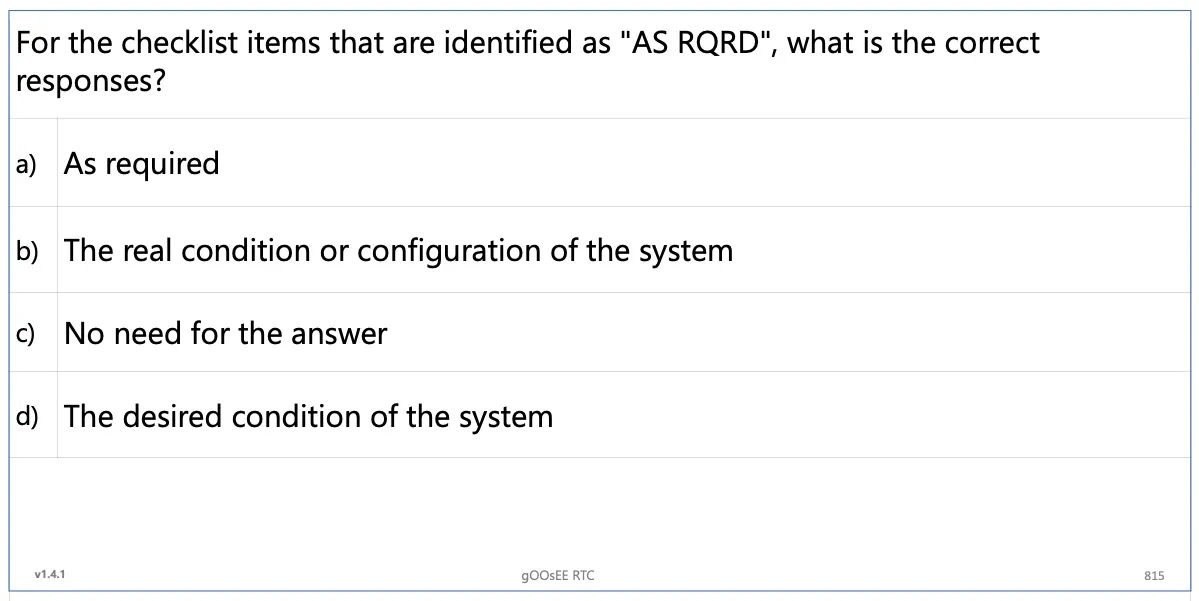 For the checklist items that are identified as "AS RQRD", what is the correct
responses?
a) As required
b) The real condition or configuration of the system
c) No need for the answer
d) The desired condition of the system
v1.4.1 gOOsEE RTC 815